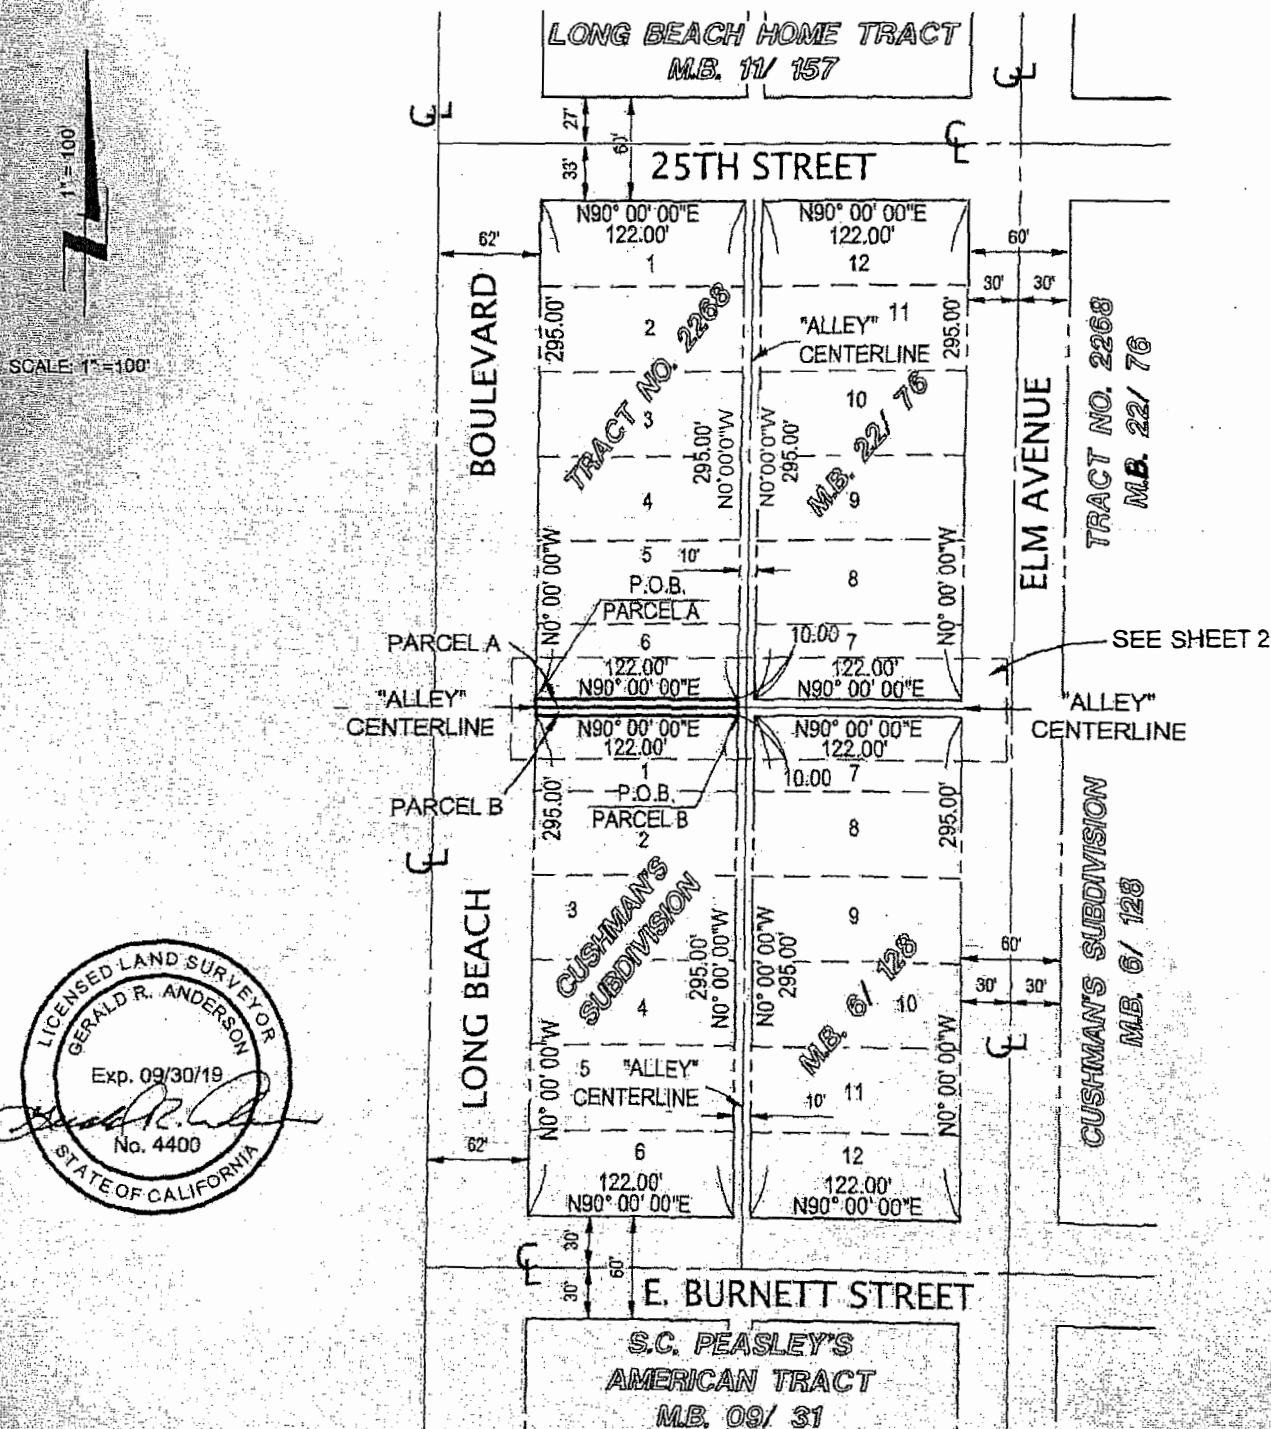 LONG BEACH HOME TRACT
M.B. 11/ 157
CL
CL
CL
1"=100'
SCALE: 1"=100'
27'
60'
33'
25TH STREET
N90° 00' 00"E
122.00'
1
N90° 00' 00"E
122.00'
12
62'
60'
30'
30'
BOULEVARD
295.00'
2
TRACT NO. 2268
"ALLEY"
CENTERLINE
11
295.00'
3
10
M.B. 22/ 76
295.00'
N0°00'00"W
N0°00'00"W
295.00'
4
9
ELM AVENUE
TRACT NO. 2268
M.B. 22/ 76
N0° 00' 00"W
5
10'
8
N0° 00' 00"W
P.O.B.
PARCEL A
PARCEL A
6
10.00
7
SEE SHEET 2
122.00'
N90° 00' 00"E
122.00'
N90° 00' 00"E
"ALLEY"
CENTERLINE
"ALLEY"
CENTERLINE
N90° 00' 00"E
122.00'
1
N90° 00' 00"E
122.00'
7
10.00
PARCEL B
P.O.B.
PARCEL B
295.00'
2
8
295.00'
CL
LONG BEACH
3
CUSHMAN'S
SUBDIVISION
9
CUSHMAN'S SUBDIVISION
M.B. 6/ 128
295.00'
N0° 00' 00"W
N0° 00' 00"W
295.00'
M.B. 6/ 128
60'
30'
30'
4
10
CL
N0° 00' 00"W
5
"ALLEY"
CENTERLINE
10'
11
N0° 00' 00"W
62'
6
122.00'
N90° 00' 00"E
12
122.00'
N90° 00' 00"E
LICENSED LAND SURVEYOR
GERALD R. ANDERSON
Exp. 09/30/19
No. 4400
STATE OF CALIFORNIA
CL
30'
60'
30'
E. BURNETT STREET
S.C. PEASLEY'S
AMERICAN TRACT
M.B. 09/ 31